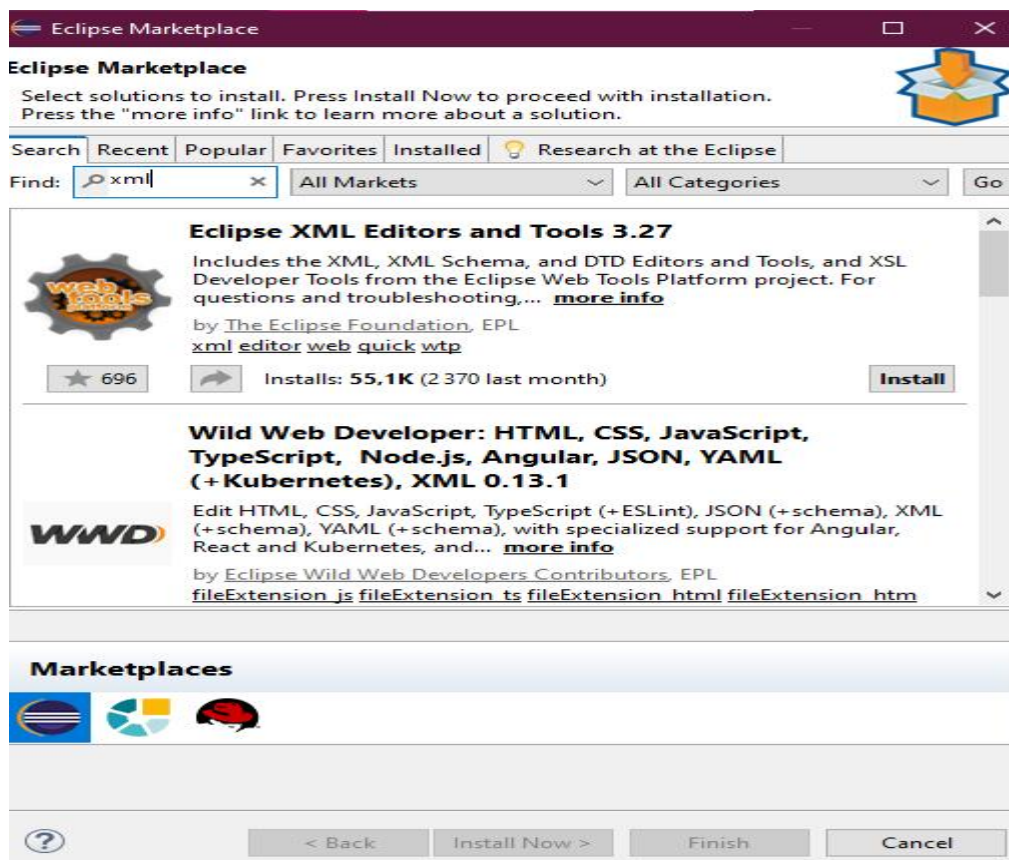 Eclipse Marketplace
Eclipse Marketplace
Select solutions to install. Press Install Now to proceed with installation.
Press the "more info" link to learn more about a solution.
Search Recent Popular Favorites Installed Research at the Eclipse
Find: xml All Markets All Categories Go
Eclipse XML Editors and Tools 3.27
Includes the XML, XML Schema, and DTD Editors and Tools, and XSL
Developer Tools from the Eclipse Web Tools Platform project. For
questions and troubleshooting,... more info
web
tools
platform
by The Eclipse Foundation, EPL
xml editor web quick wtp
696 Installs: 55,1K (2 370 last month) Install
Wild Web Developer: HTML, CSS, JavaScript,
TypeScript, Node.js, Angular, JSON, YAML
(+Kubernetes), XML 0.13.1
WWD
Edit HTML, CSS, JavaScript, TypeScript (+ESLint), JSON (+schema), XML
(+schema), YAML (+schema), with specialized support for Angular,
React and Kubernetes, and... more info
by Eclipse Wild Web Developers Contributors, EPL
fileExtension_js fileExtension_ts fileExtension_html fileExtension_htm
Marketplaces
? < Back Install Now > Finish Cancel